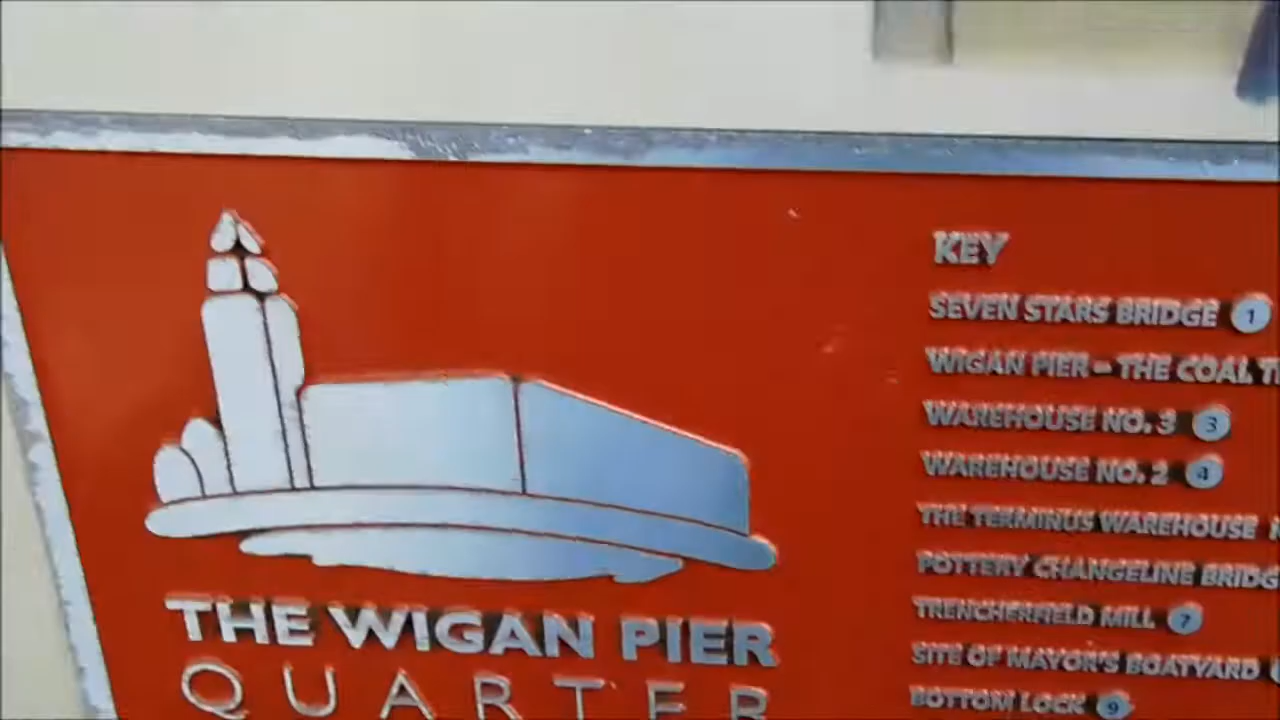 THE WIGAN PIER
QUARTER
KEY
SEVEN STARS BRIDGE 1
WIGAN PIER – THE COAL
WAREHOUSE NO. 3 3
WAREHOUSE NO. 2 4
THE TERMINUS WAREHOUSE
POTTERY CHANGELINE
TRENCHERFIELD MILL 7
SITE OF MAYOR'S BOATYARD
BOTTOM LOCK 9